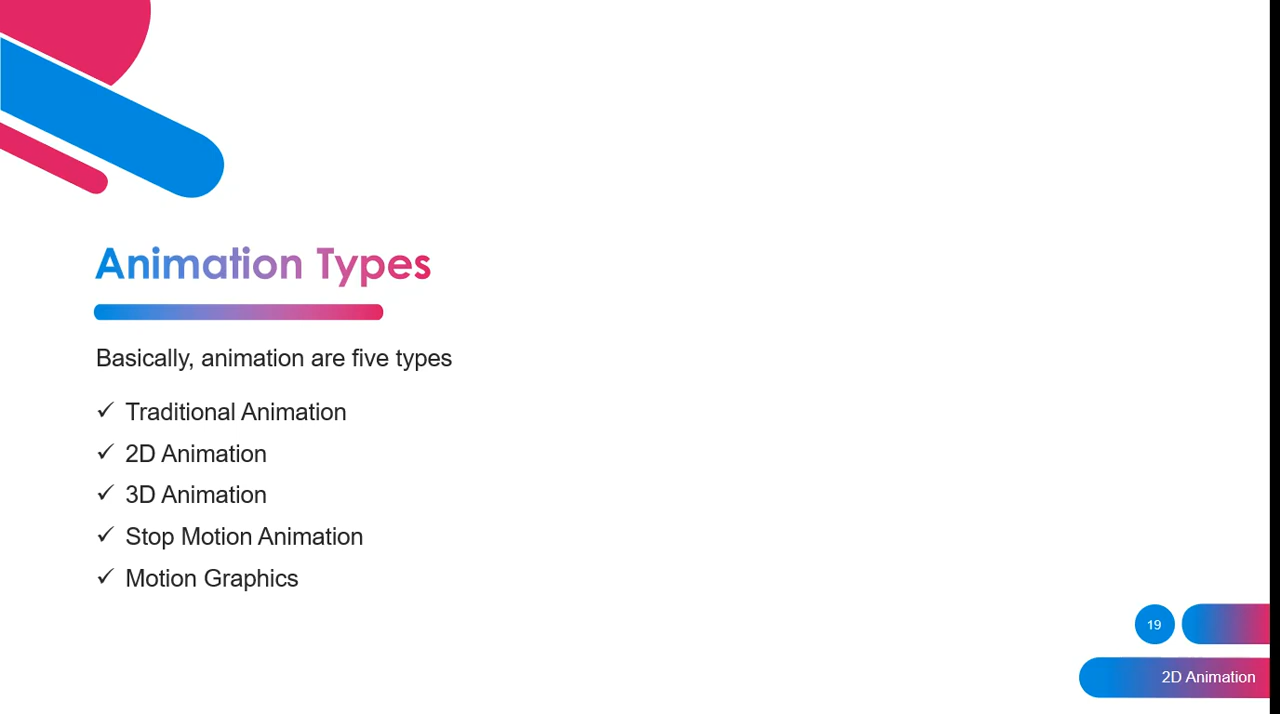 Animation Types
Basically, animation are five types
✓ Traditional Animation
✓ 2D Animation
✓ 3D Animation
✓ Stop Motion Animation
✓ Motion Graphics
19
2D Animation